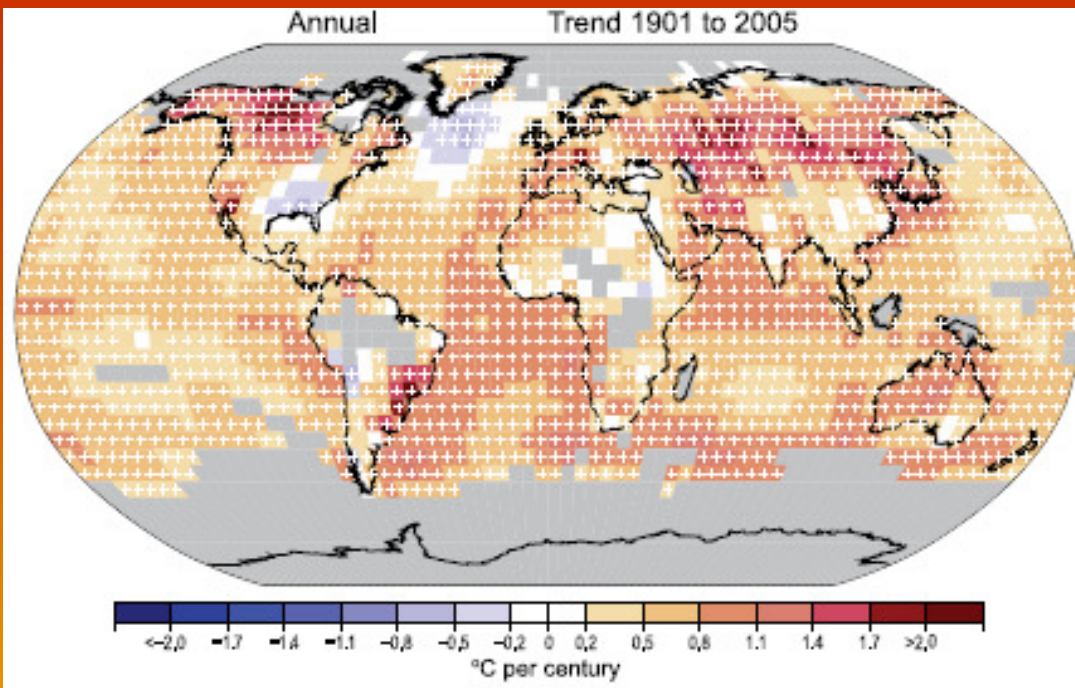 Annual Trend 1901 to 2005
<-2,0 -1,7 -1,4 -1,1 -0,8 -0,5 -0,2 0 0,2 0,5 0,8 1,1 1,4 1,7 >2,0
°C per century